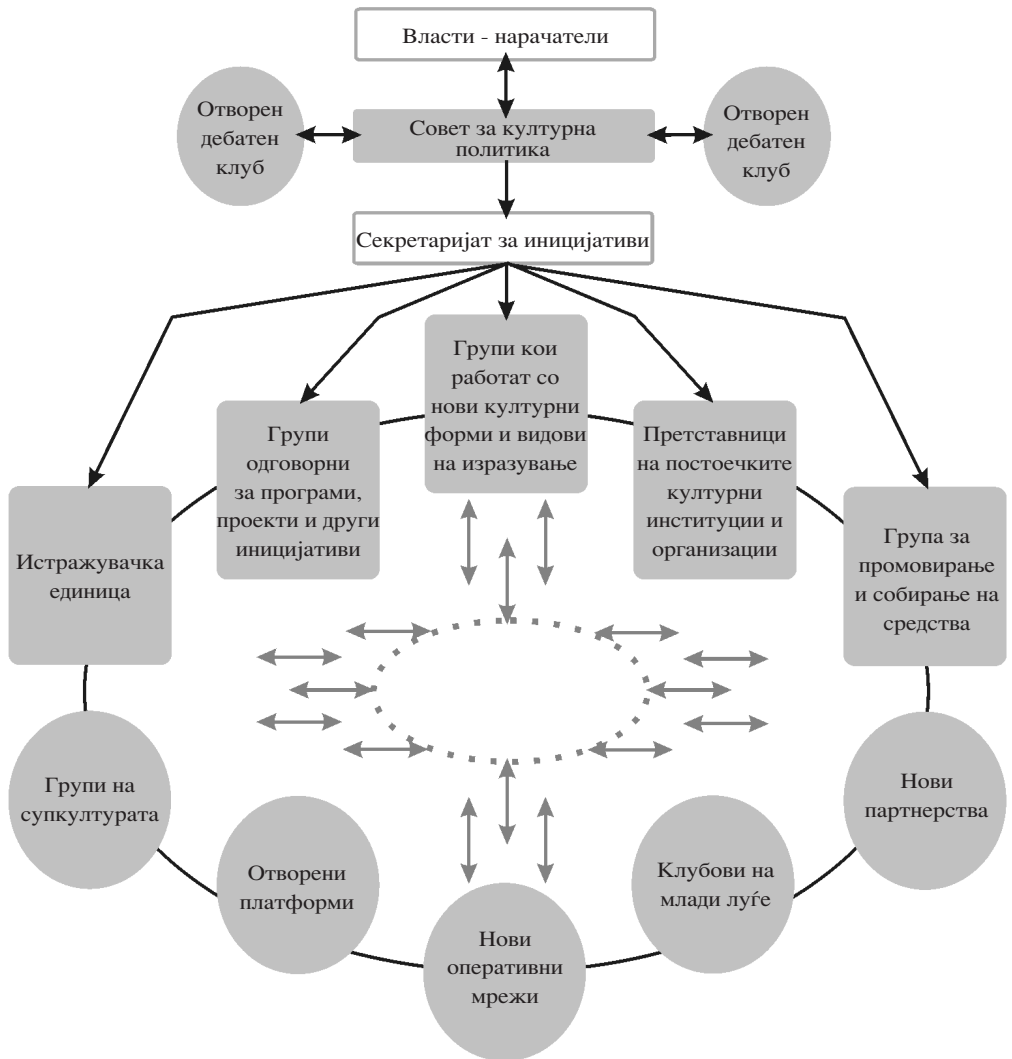 Власти - нарачатели
Отворен
дебатен
клуб
Совет за културна
политика
Отворен
дебатен
клуб
Секретаријат за иницијативи
Групи кои
работат со
нови културни
форми и видови
на изразување
Групи
одговорни
за програми,
проекти и други
иницијативи
Претставници
на постоечките
културни
институции и
организации
Истражувачка
единица
Група за
промовирање
и собирање на
средства
Групи на
супкултурата
Нови
партнерства
Отворени
платформи
Клубови на
млади луѓе
Нови
оперативни
мрежи